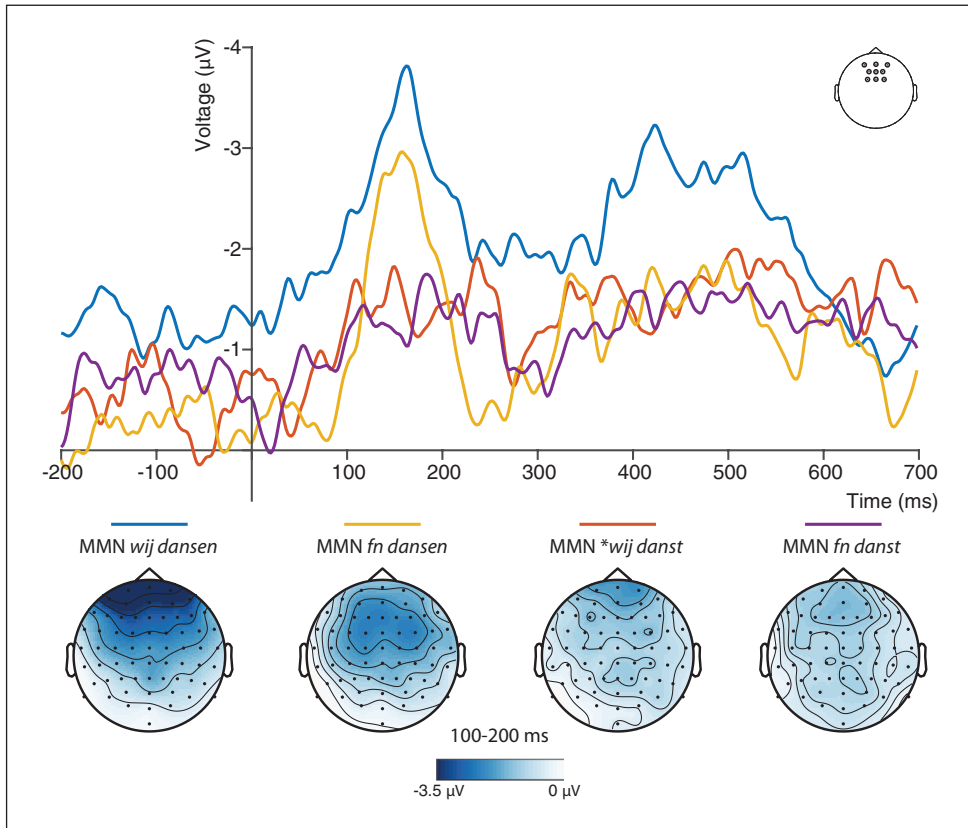 Voltage (µV)
-4
-3
-2
-1
-200 -100 0 100 200 300 400 500 600 700
Time (ms)
MMN wij dansen MMN fn dansen MMN *wij danst MMN fn danst
100-200 ms
-3.5 µV 0 µV